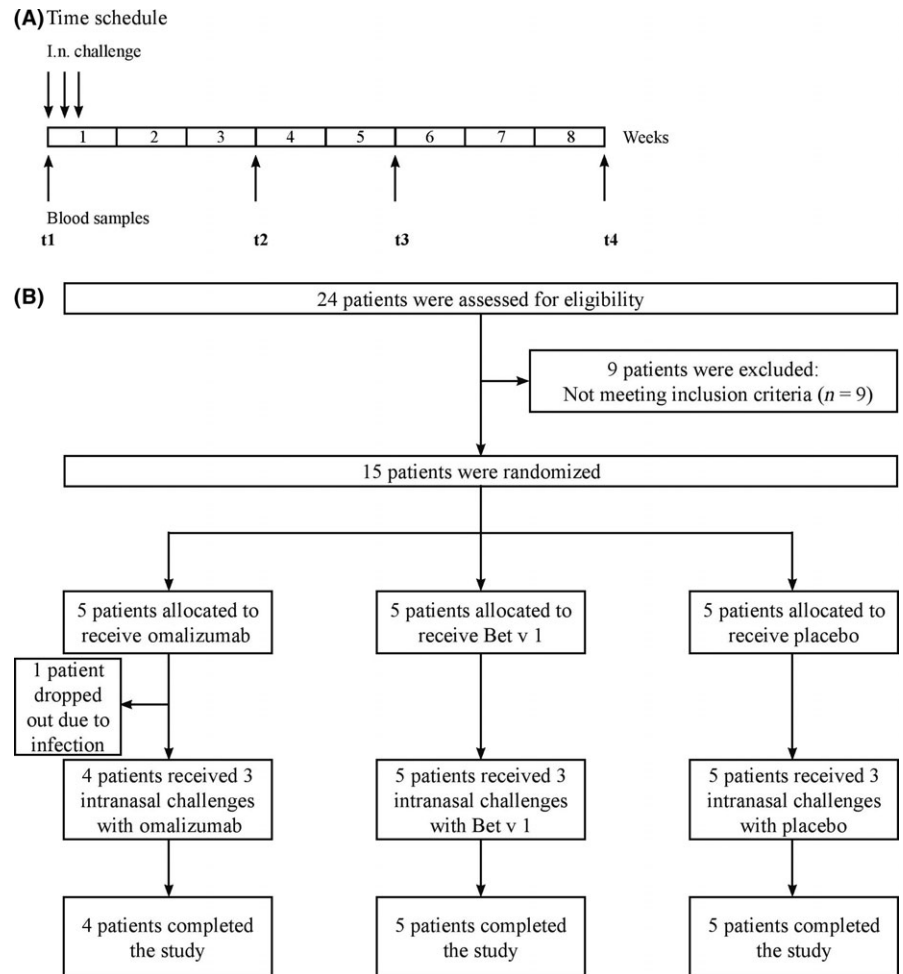 (A) Time schedule
I.n. challenge
1 2 3 4 5 6 7 8 Weeks
Blood samples
t1 t2 t3 t4
(B)
24 patients were assessed for eligibility
9 patients were excluded:
Not meeting inclusion criteria (n = 9)
15 patients were randomized
5 patients allocated to
receive omalizumab
5 patients allocated to
receive Bet v 1
5 patients allocated to
receive placebo
1 patient
dropped
out due to
infection
4 patients received 3
intranasal challenges
with omalizumab
5 patients received 3
intranasal challenges
with Bet v 1
5 patients received 3
intranasal challenges
with placebo
4 patients completed
the study
5 patients completed
the study
5 patients completed
the study